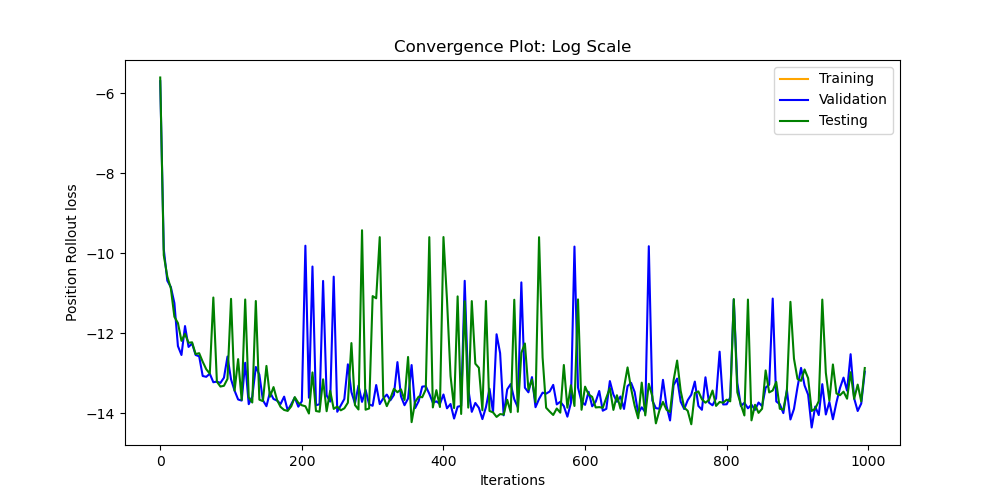 Convergence Plot: Log Scale
Training
Validation
Testing
Position Rollout loss
−6
−8
−10
−12
−14
0 200 400 600 800 1000
Iterations